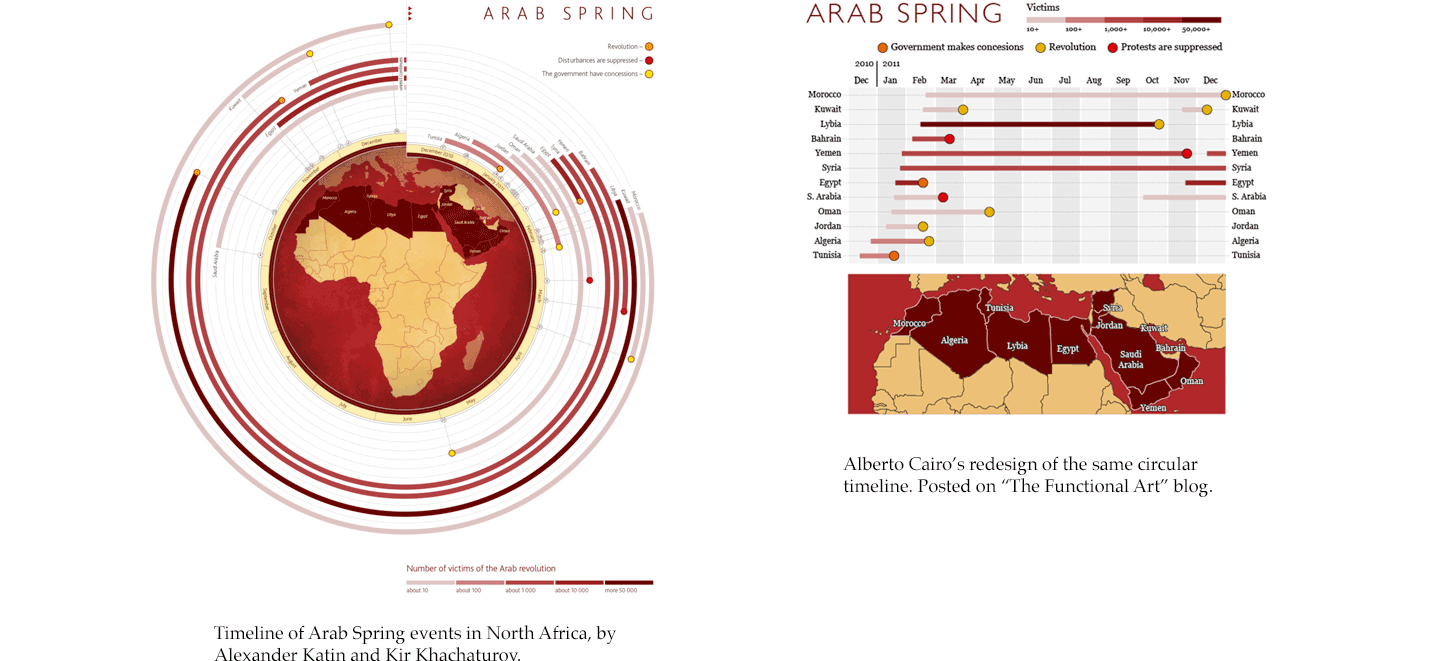 ARAB SPRING
Revolution –
Disturbances are suppressed –
The government have concessions –
Kuwait
Yemen
Egypt
Saudi Arabia
Tunisia
Algeria
Jordan
Saudi Arabia
Oman
Egypt
Syria
Yemen
Bahrain
Libya
Kuwait
Morocco
December
December 2010
January 2011
February
March
April
May
June
July
August
September
October
November
Morocco
Algeria
Tunisia
Libya
Egypt
Syria
Jordan
Saudi Arabia
Oman
Yemen
Number of victims of the Arab revolution
about 10 about 100 about 1 000 about 10 000 more 50 000
Timeline of Arab Spring events in North Africa, by
Alexander Katin and Kir Khachaturov.
ARAB SPRING
Victims
10+ 100+ 1,000+ 10,000+ 50,000+
Government makes concesions Revolution Protests are suppressed
2010 2011
Dec Jan Feb Mar Apr May Jun Jul Aug Sep Oct Nov Dec
Morocco Morocco
Kuwait Kuwait
Lybia Lybia
Bahrain Bahrain
Yemen Yemen
Syria Syria
Egypt Egypt
S. Arabia S. Arabia
Oman Oman
Jordan Jordan
Algeria Algeria
Tunisia Tunisia
Morocco
Algeria
Tunisia
Lybia
Egypt
Syria
Jordan
Kuwait
Saudi
Arabia
Bahrain
Oman
Yemen
Alberto Cairo’s redesign of the same circular
timeline. Posted on “The Functional Art” blog.